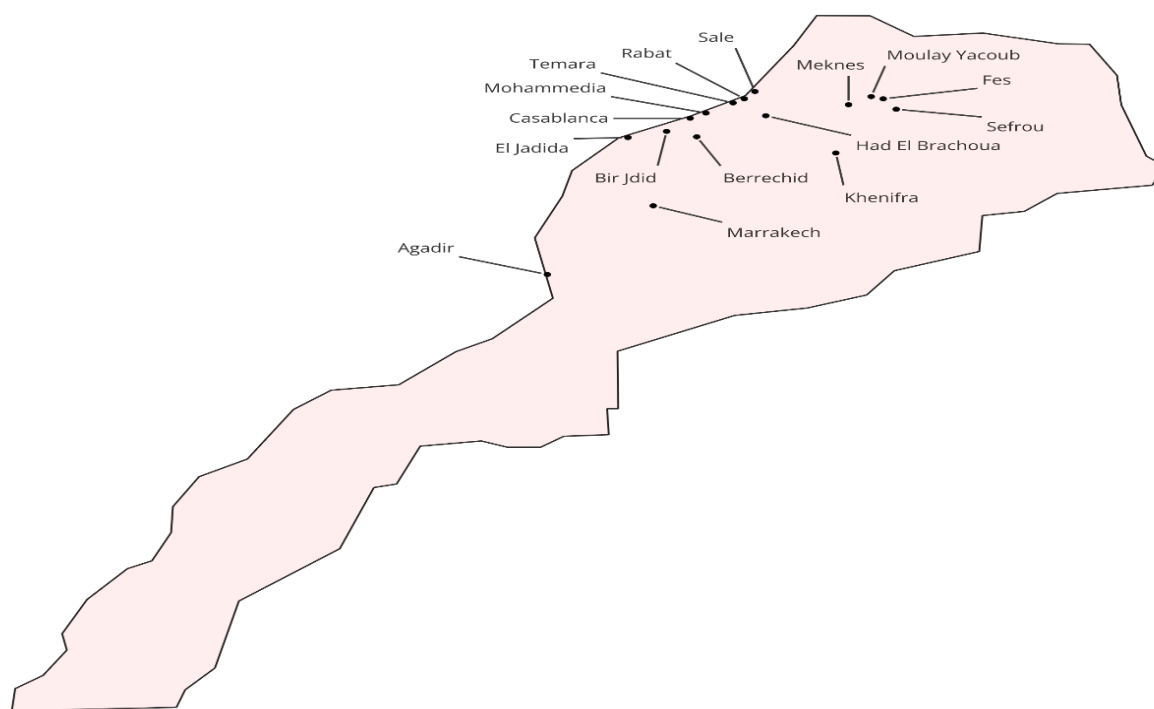 Sale
Rabat
Moulay Yacoub
Temara
Meknes
Fes
Mohammedia
Casablanca
Sefrou
El Jadida
Had El Brachoua
Bir Jdid
Berrechid
Khenifra
Marrakech
Agadir